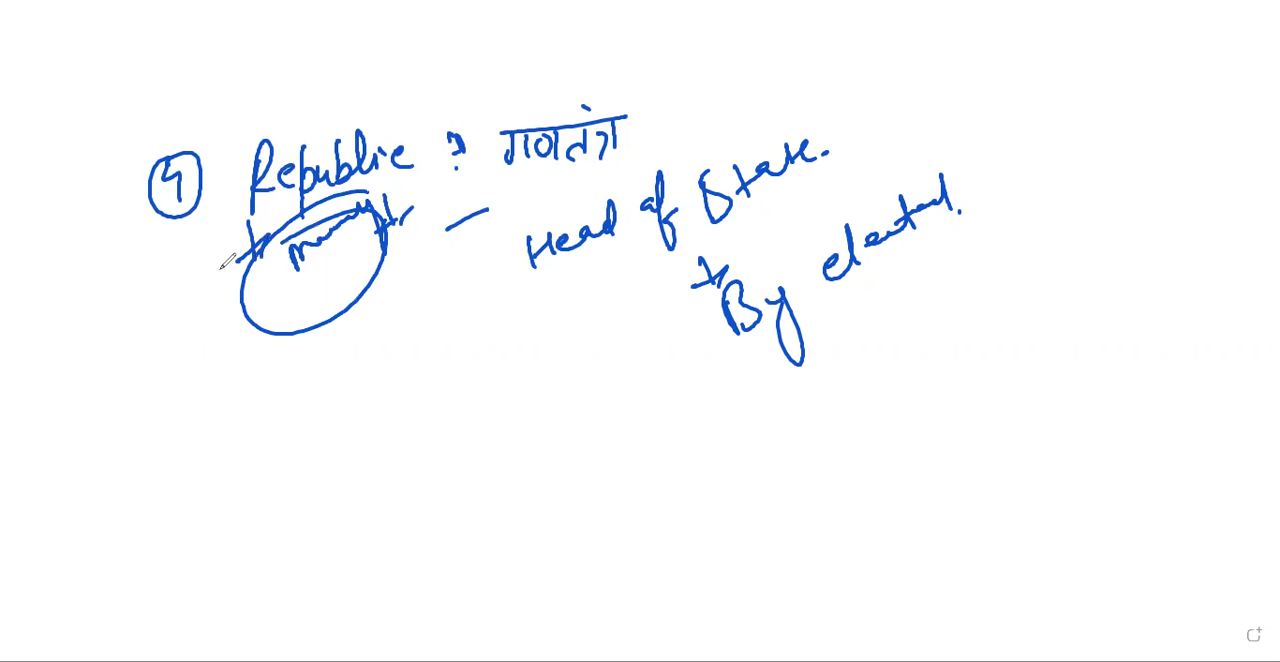 4 Republic ? गणतंत्र
— Head of State.
By elected.